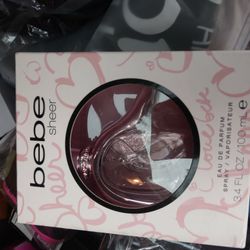 bebe
sheer
EAU DE PARFUM
SPRAY / VAPORISATEUR
3.4 FL OZ / 100 ML ℮